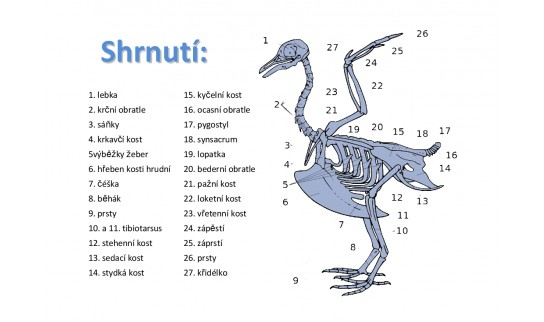 Shrnutí:
1. lebka
2. krční obratle
3. sáňky
4. krkavčí kost
5výběžky žeber
6. hřeben kosti hrudní
7. čéška
8. běhák
9. prsty
10. a 11. tibiotarsus
12. stehenní kost
13. sedací kost
14. stydká kost
15. kyčelní kost
16. ocasní obratle
17. pygostyl
18. synsacrum
19. lopatka
20. bederní obratle
21. pažní kost
22. loketní kost
23. vřetenní kost
24. zápěstí
25. záprstí
26. prsty
27. křidélko
1
27
26
25
24
23
22
21
2
20
19
15
18
17
3
4
16
5
6
14
13
12
11
7
10
8
9